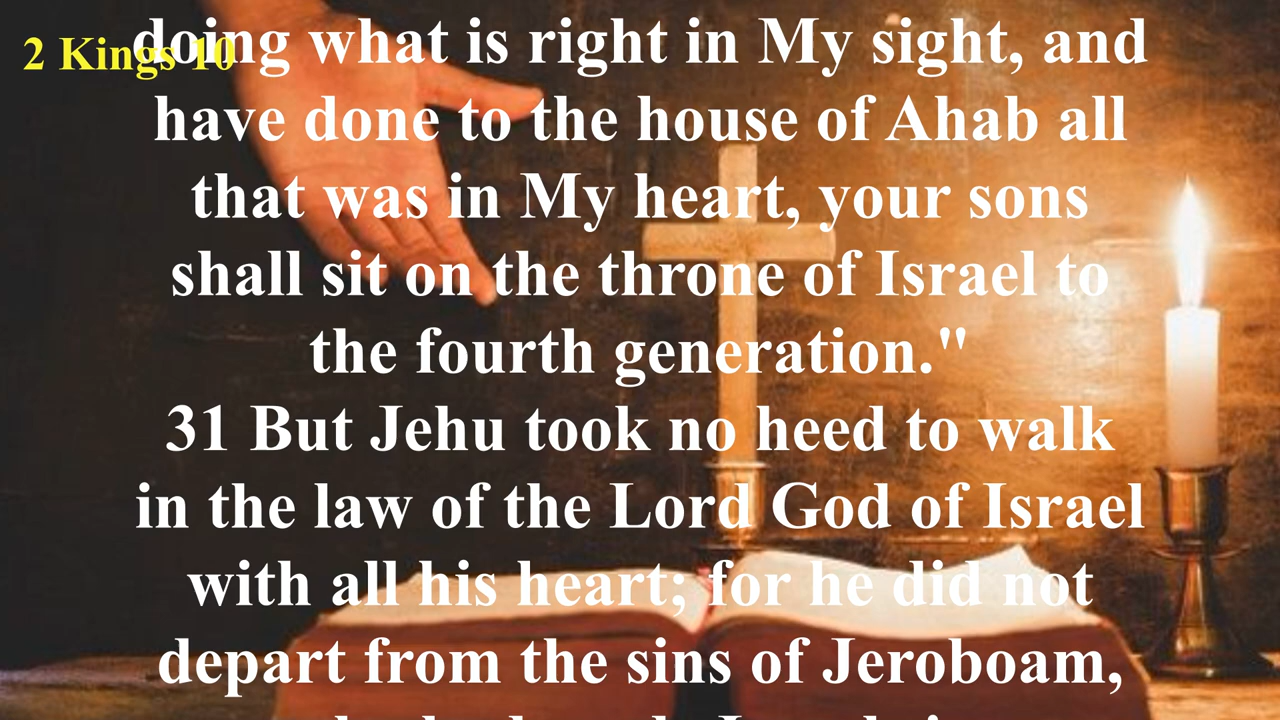 2 Kings 10
doing what is right in My sight, and
have done to the house of Ahab all
that was in My heart, your sons
shall sit on the throne of Israel to
the fourth generation."
31 But Jehu took no heed to walk
in the law of the Lord God of Israel
with all his heart; for he did not
depart from the sins of Jeroboam,